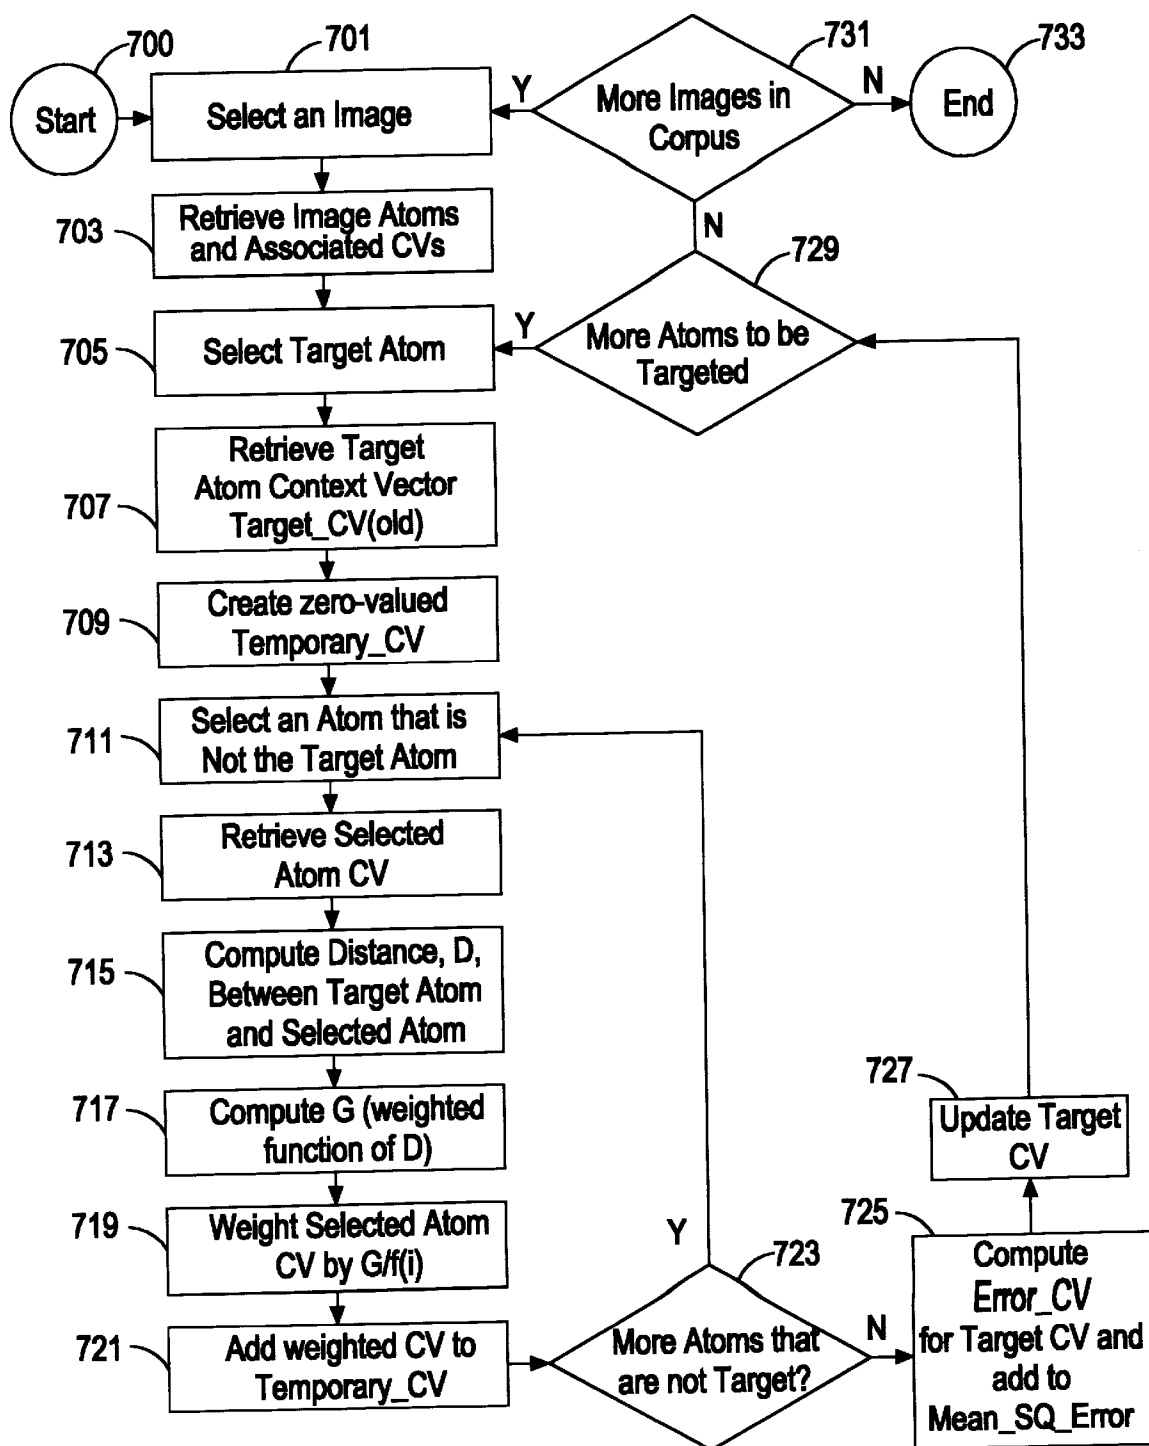 700
Start
701
Select an Image
Y
731
More Images in
Corpus
N
733
End
703
Retrieve Image Atoms
and Associated CVs
N
705
Select Target Atom
Y
729
More Atoms to be
Targeted
707
Retrieve Target
Atom Context Vector
Target_CV(old)
709
Create zero-valued
Temporary_CV
711
Select an Atom that is
Not the Target Atom
713
Retrieve Selected
Atom CV
715
Compute Distance, D,
Between Target Atom
and Selected Atom
717
Compute G (weighted
function of D)
719
Weight Selected Atom
CV by G/f(i)
721
Add weighted CV to
Temporary_CV
Y
723
More Atoms that
are not Target?
N
725
Compute
Error_CV
for Target CV and
add to
Mean_SQ_Error
727
Update Target
CV